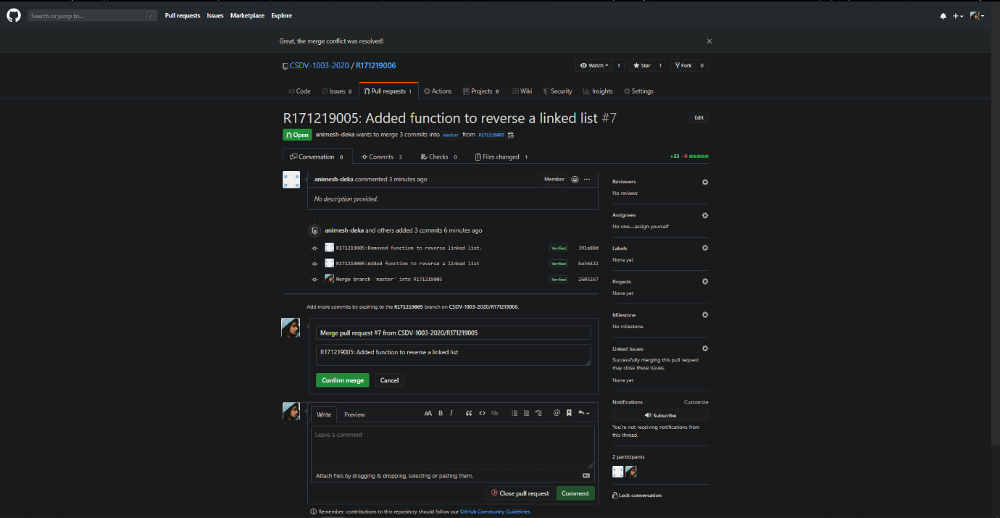 Search or jump to... / Pull requests Issues Marketplace Explore
Great, the merge conflict was resolved!
CSDV-1003-2020 / R171219006 Watch 1 Star 1 Fork 0
Code Issues 0 Pull requests 1 Actions Projects 0 Wiki Security Insights Settings
R171219005: Added function to reverse a linked list #7 Edit
Open animesh-deka wants to merge 3 commits into master from R171219005
Conversation 0 Commits 3 Checks 0 Files changed 1 +33 −0
animesh-deka commented 3 minutes ago Member
No description provided.
animesh-deka and others added 3 commits 6 minutes ago
R171219005:Removed function to reverse linked list. Verified 391a88d
R171219005:Added function to reverse a linked list Verified be36422
Merge branch 'master' into R171219005 Verified 2605267
Add more commits by pushing to the R171219005 branch on CSDV-1003-2020/R171219006.
Merge pull request #7 from CSDV-1003-2020/R171219005
R171219005: Added function to reverse a linked list
Confirm merge Cancel
Write Preview AA B i
Leave a comment
Attach files by dragging & dropping, selecting or pasting them.
Close pull request Comment
Remember, contributions to this repository should follow our GitHub Community Guidelines.
Reviewers
No reviews
Assignees
No one—assign yourself
Labels
None yet
Projects
None yet
Milestone
No milestone
Linked issues
Successfully merging this pull request
may close these issues.
None yet
Notifications Customize
Subscribe
You're not receiving notifications from
this thread.
2 participants
Lock conversation